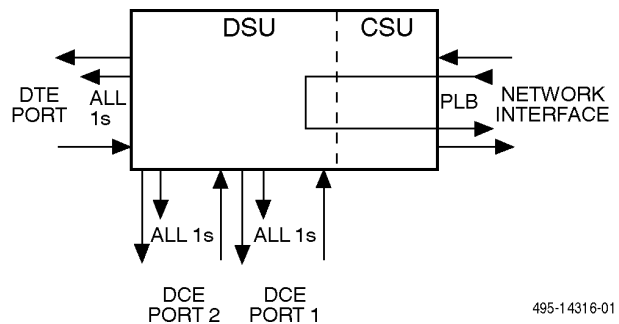 DSU
CSU
DTE
PORT
ALL
1s
PLB
NETWORK
INTERFACE
ALL 1s
ALL 1s
DCE
PORT 2
DCE
PORT 1
495-14316-01